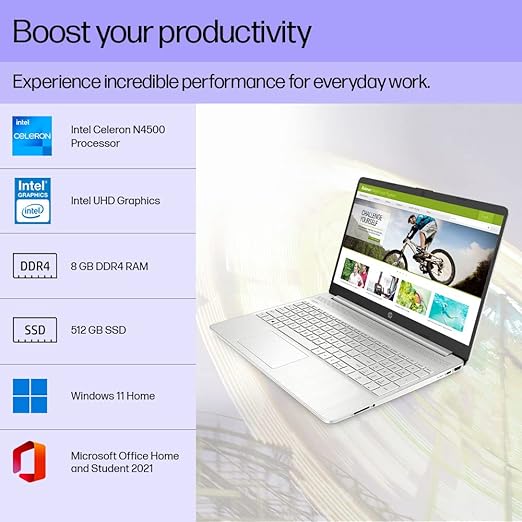 Boost your productivity
Experience incredible performance for everyday work.
intel
CELERON
Intel Celeron N4500
Processor
Intel
GRAPHICS
intel
Intel UHD Graphics
DDR4
8 GB DDR4 RAM
SSD
512 GB SSD
Windows 11 Home
Microsoft Office Home
and Student 2021
CHALLENGE
YOURSELF
hp